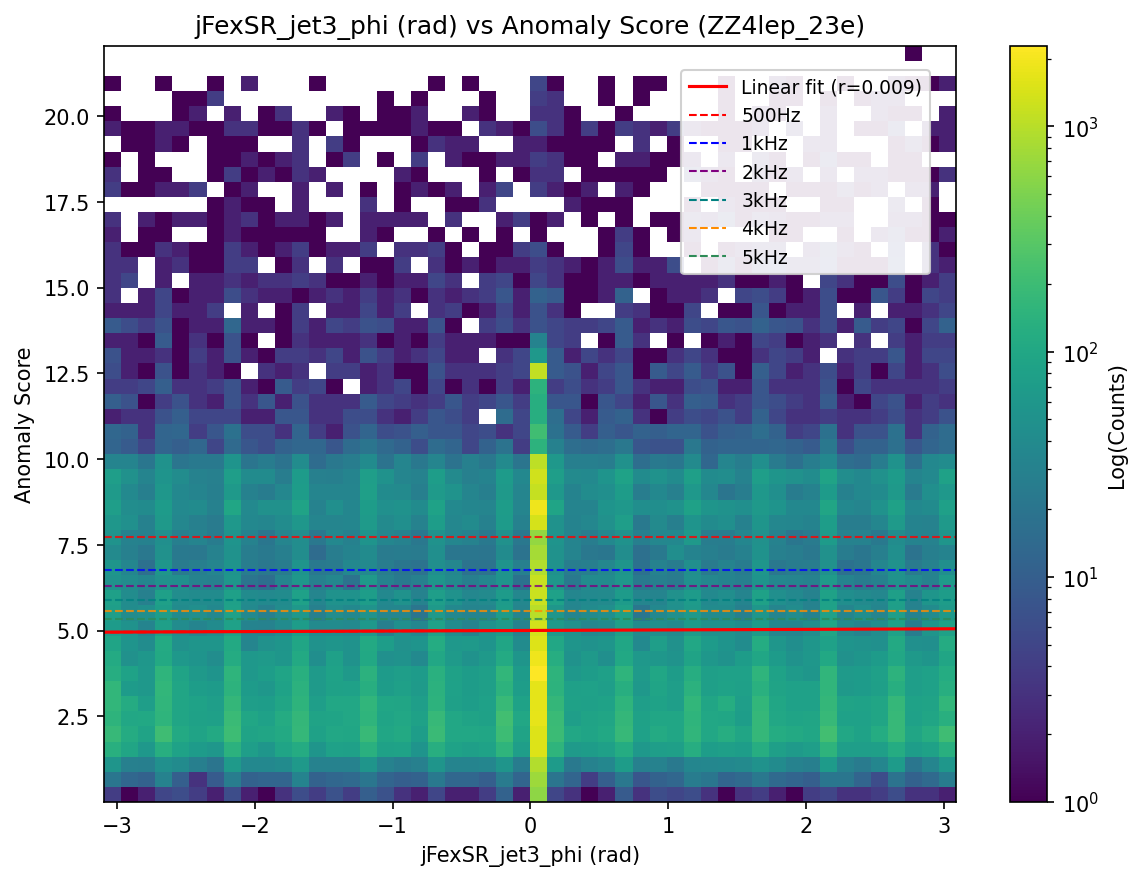 jFexSR_jet3_phi (rad) vs Anomaly Score (ZZ4lep_23e)
Linear fit (r=0.009)
500Hz
1kHz
2kHz
3kHz
4kHz
5kHz
Anomaly Score
20.0
17.5
15.0
12.5
10.0
7.5
5.0
2.5
−3
−2
−1
0
1
2
3
jFexSR_jet3_phi (rad)
10³
10²
10¹
10⁰
Log(Counts)